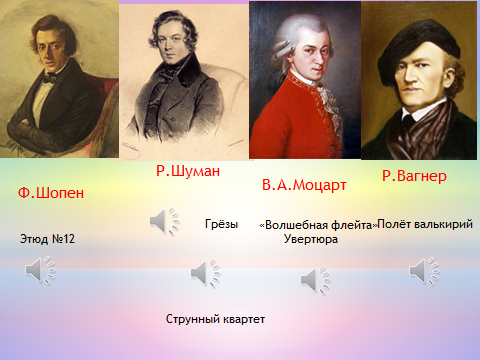 Ф.Шопен
Р.Шуман
В.А.Моцарт
Р.Вагнер
Этюд №12
Грёзы
«Волшебная флейта»
Увертюра
Полёт валькирий
Струнный квартет